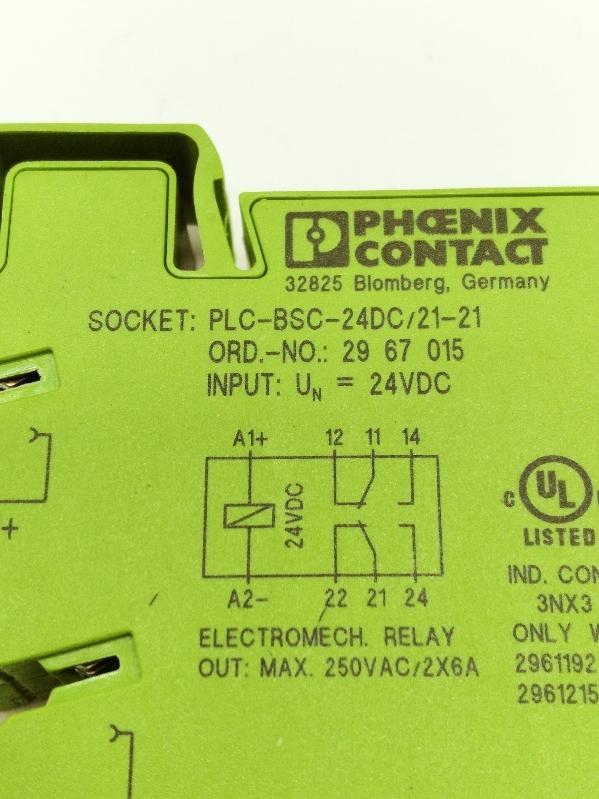 PHŒNIX
CONTACT
32825 Blomberg, Germany
SOCKET: PLC-BSC-24DC/21-21
ORD.-NO.: 29 67 015
INPUT: UN = 24VDC
A1+ 12 11 14
24VDC
A2- 22 21 24
+
ELECTROMECH. RELAY
OUT: MAX. 250VAC/2X6A
C UL
LISTED
IND. CON
3NX3
ONLY W
2961192
2961215